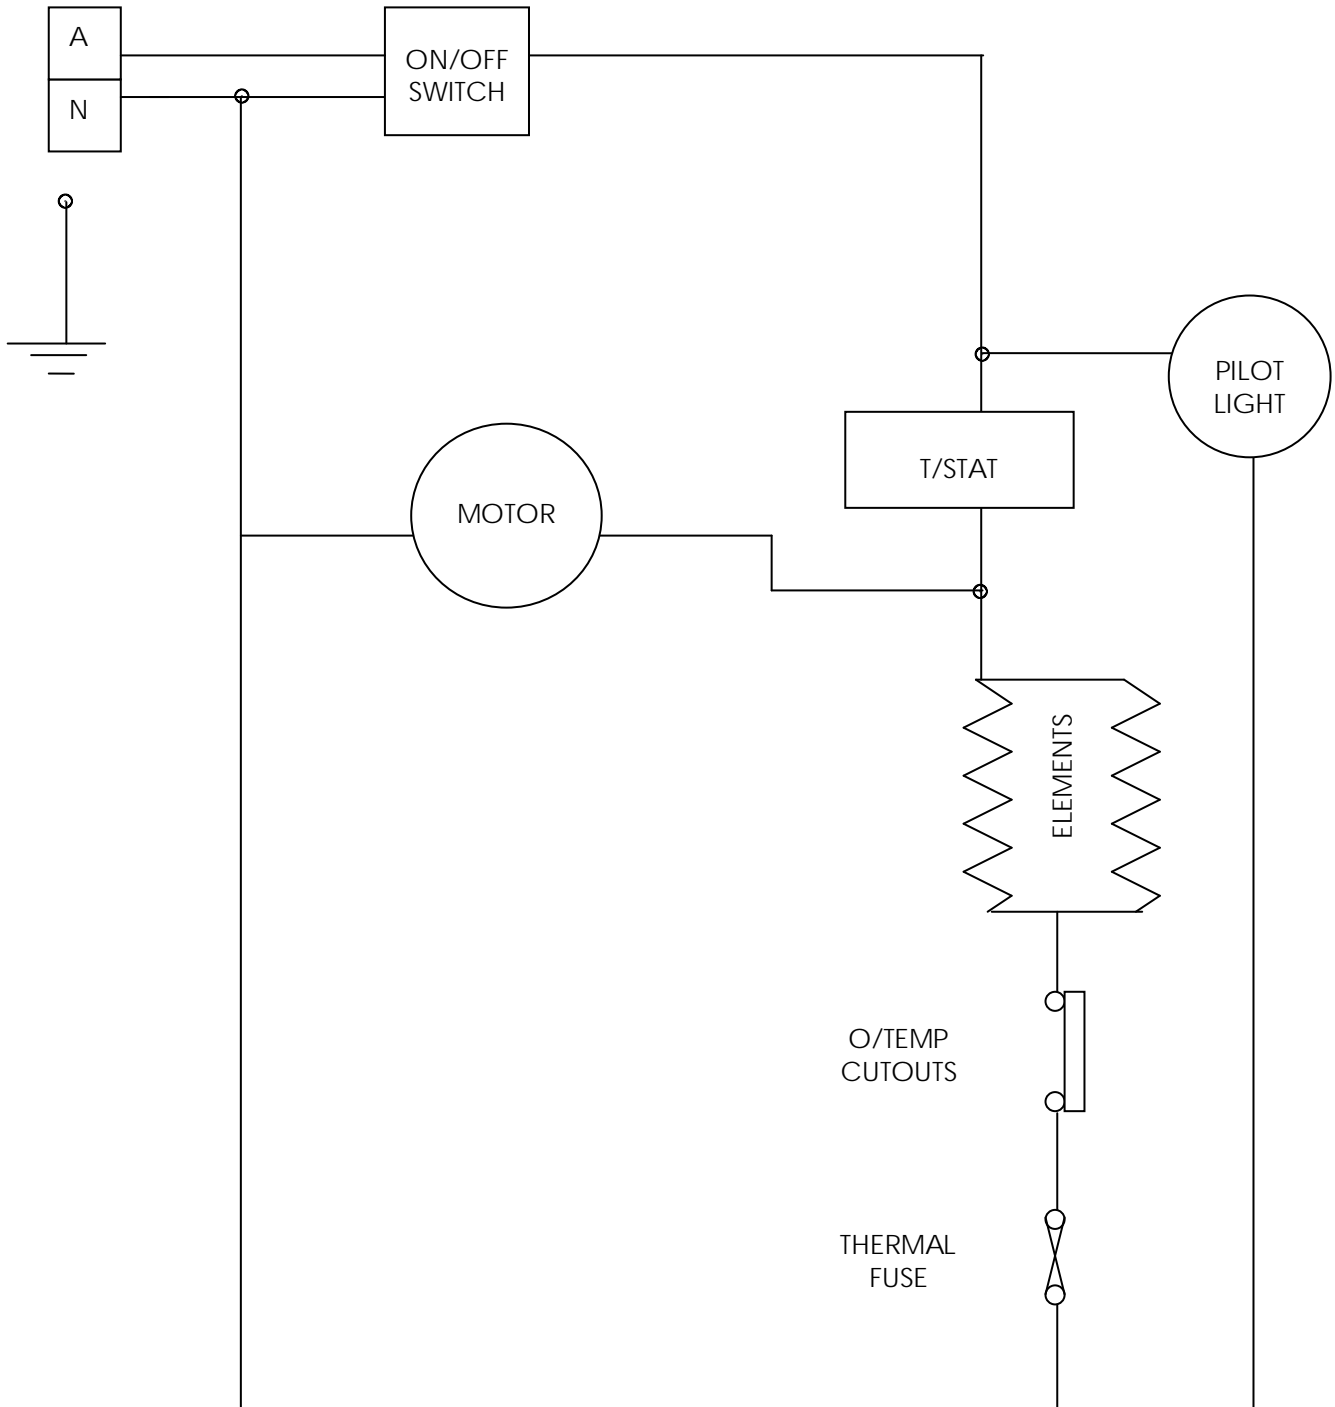 A
N
ON/OFF
SWITCH
PILOT
LIGHT
T/STAT
MOTOR
ELEMENTS
O/TEMP
CUTOUTS
THERMAL
FUSE